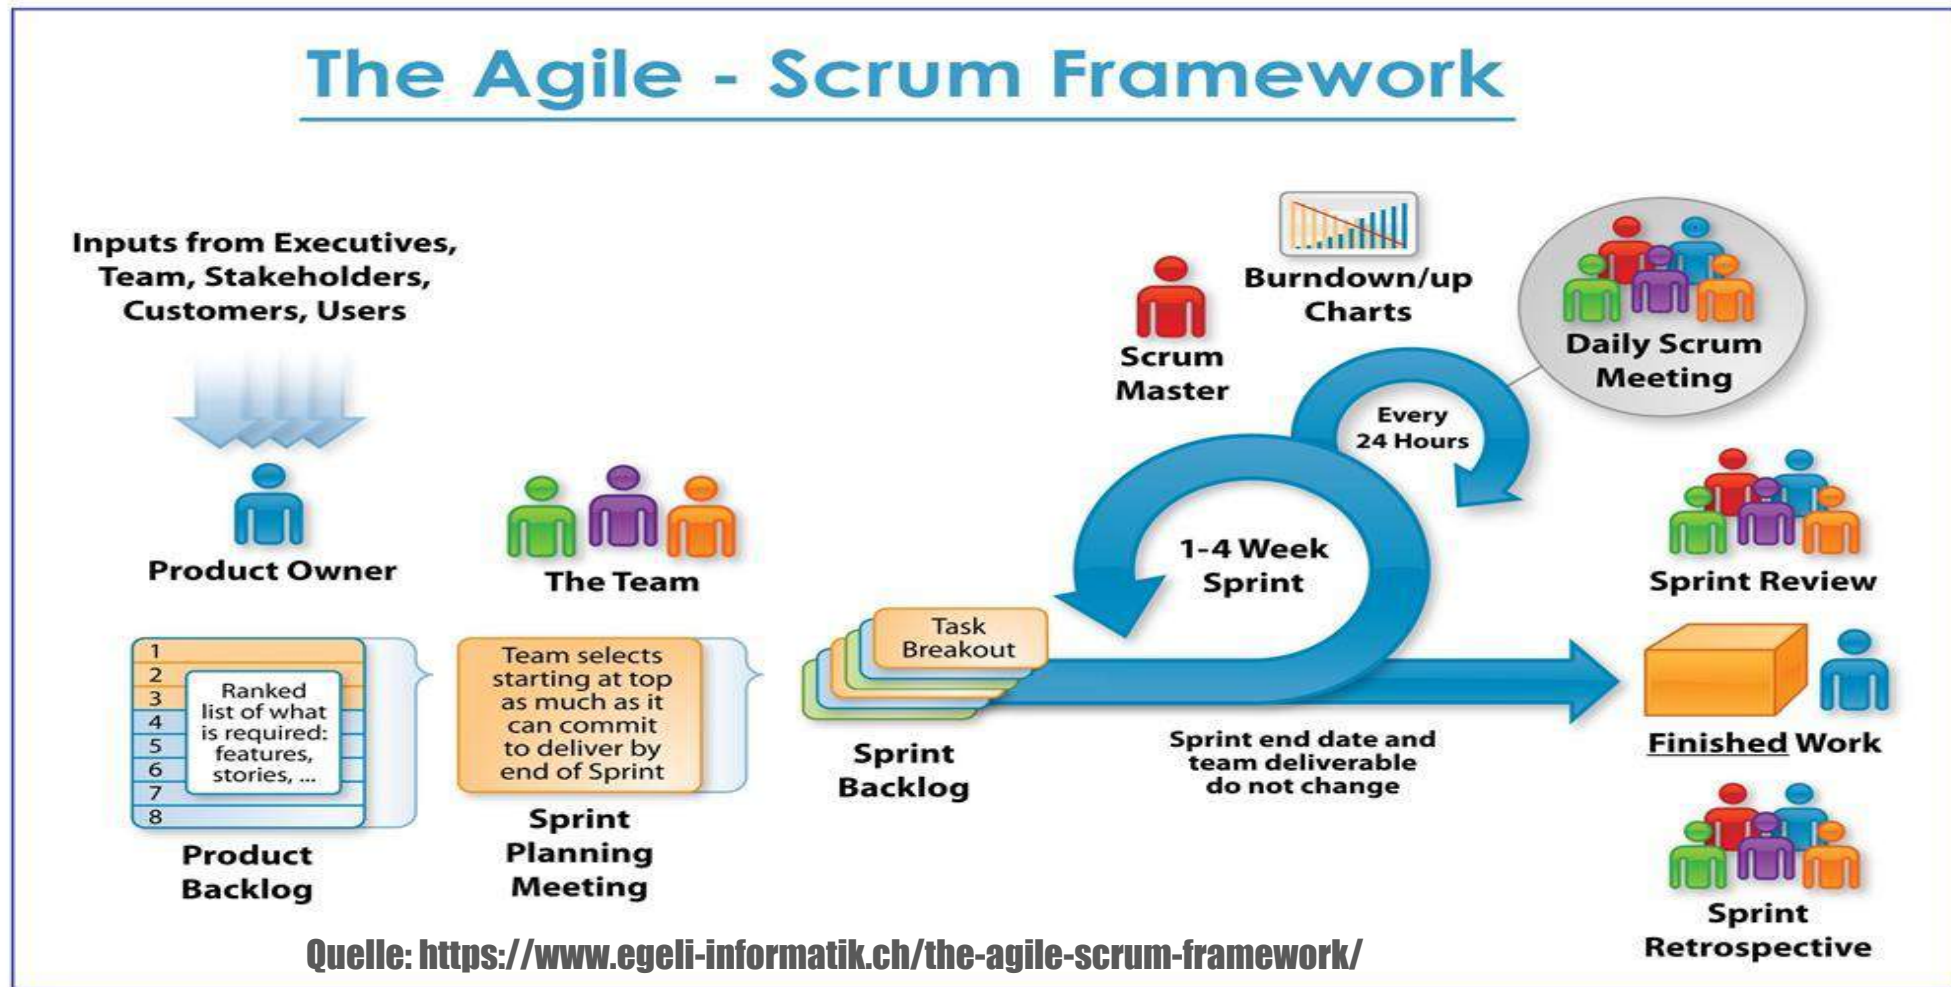 The Agile - Scrum Framework
Inputs from Executives,
Team, Stakeholders,
Customers, Users
Product Owner
The Team
1
2
3
4
5
6
7
8
Ranked
list of what
is required:
features,
stories, ...
Product
Backlog
Team selects
starting at top
as much as it
can commit
to deliver by
end of Sprint
Sprint
Planning
Meeting
Task
Breakout
Sprint
Backlog
Scrum
Master
Burndown/up
Charts
Every
24 Hours
1-4 Week
Sprint
Sprint end date and
team deliverable
do not change
Daily Scrum
Meeting
Sprint Review
Finished Work
Sprint
Retrospective
Quelle: https://www.egeli-informatik.ch/the-agile-scrum-framework/